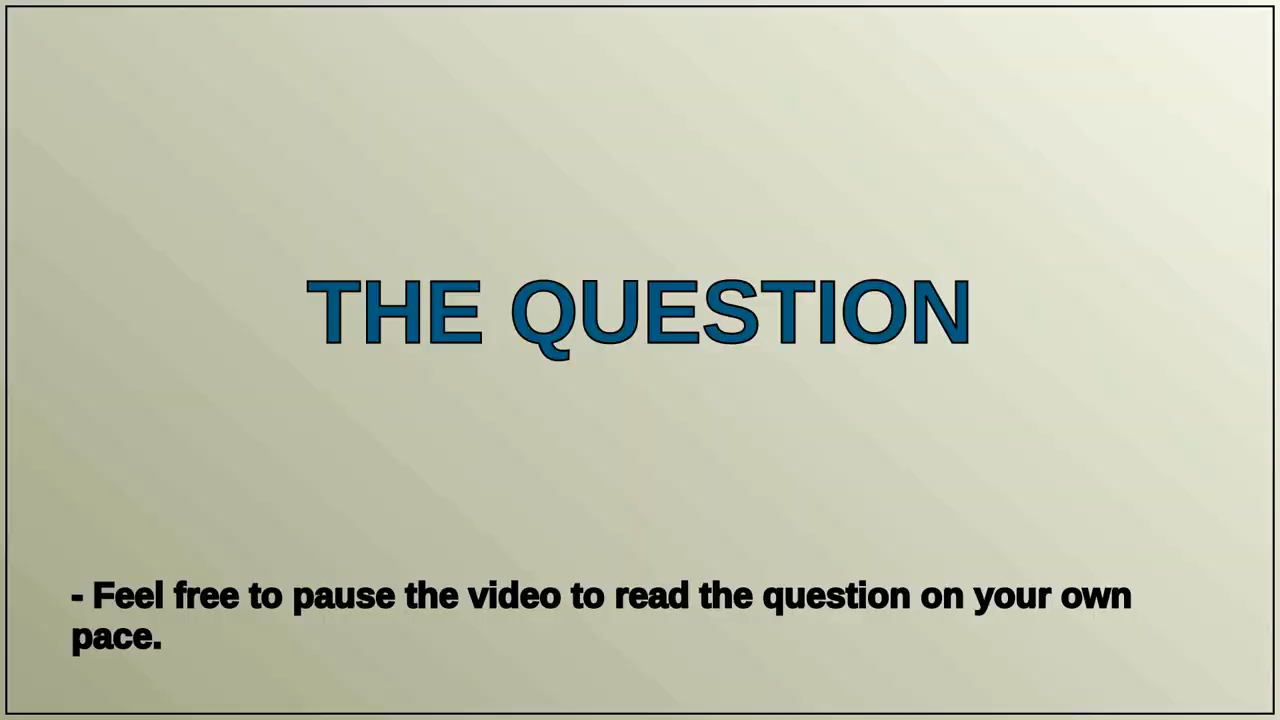 THE QUESTION
- Feel free to pause the video to read the question on your own
pace.